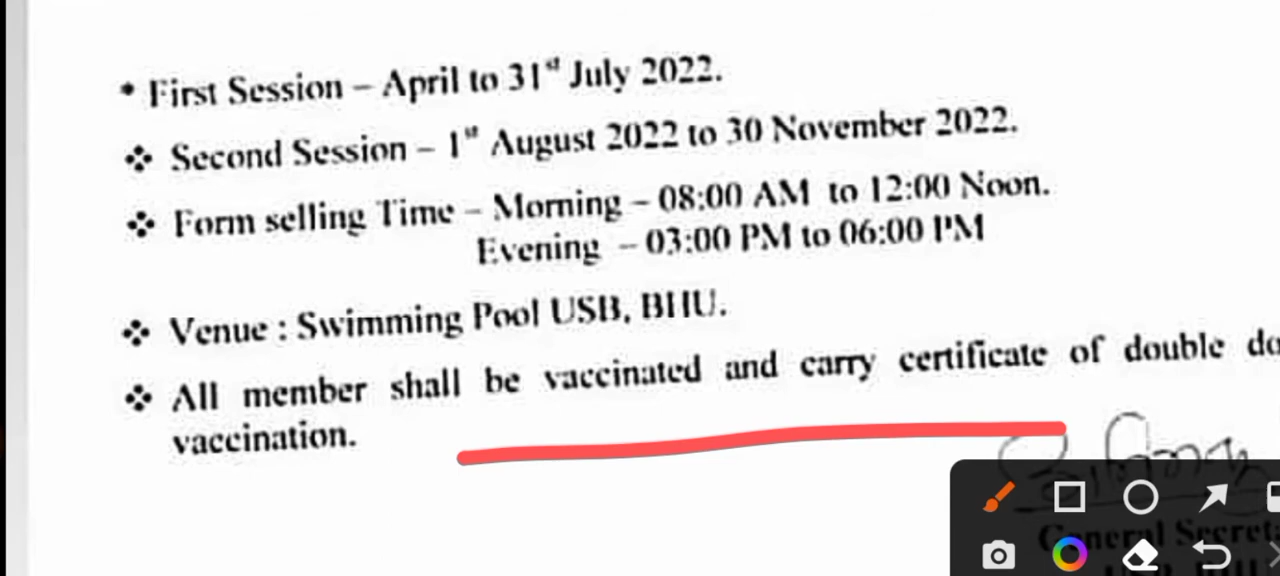 • First Session – April to 31st July 2022.
❖ Second Session – 1st August 2022 to 30 November 2022.
❖ Form selling Time – Morning – 08:00 AM to 12:00 Noon.
Evening – 03:00 PM to 06:00 PM
❖ Venue : Swimming Pool USB, BHU.
❖ All member shall be vaccinated and carry certificate of double do
vaccination.
General Secreta